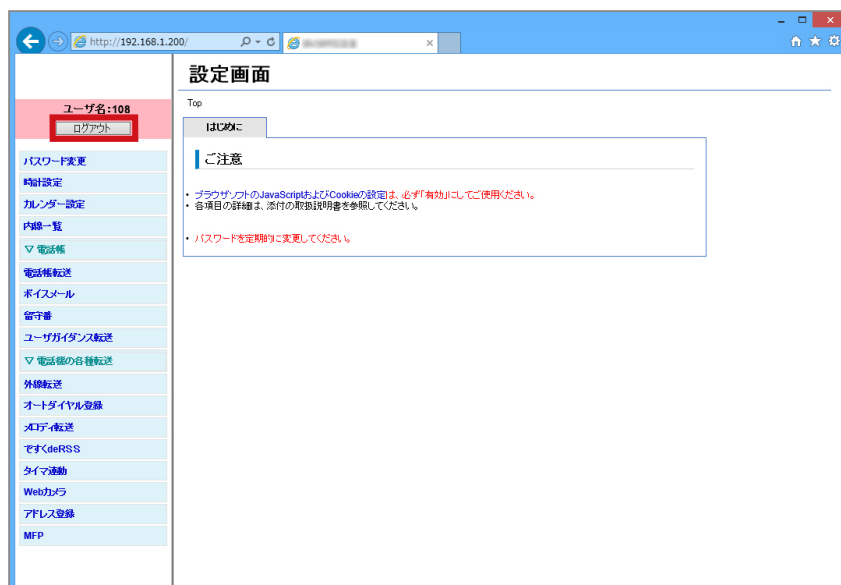 http://192.168.1.200/
設定画面
ユーザ名:108
ログアウト
パスワード変更
時計設定
カレンダー設定
内線一覧
▽ 電話帳
電話帳転送
ボイスメール
留守番
ユーザガイダンス転送
▽ 電話機の各種転送
外線転送
オートダイヤル登録
メロディ転送
ですくdeRSS
タイマ連動
Webカメラ
アドレス登録
MFP
Top
はじめに
ご注意
・ ブラウザソフトのJavaScriptおよびCookieの設定は、必ず「有効」にしてご使用ください。
・ 各項目の詳細は、添付の取扱説明書を参照してください。
・ パスワードを定期的に変更してください。